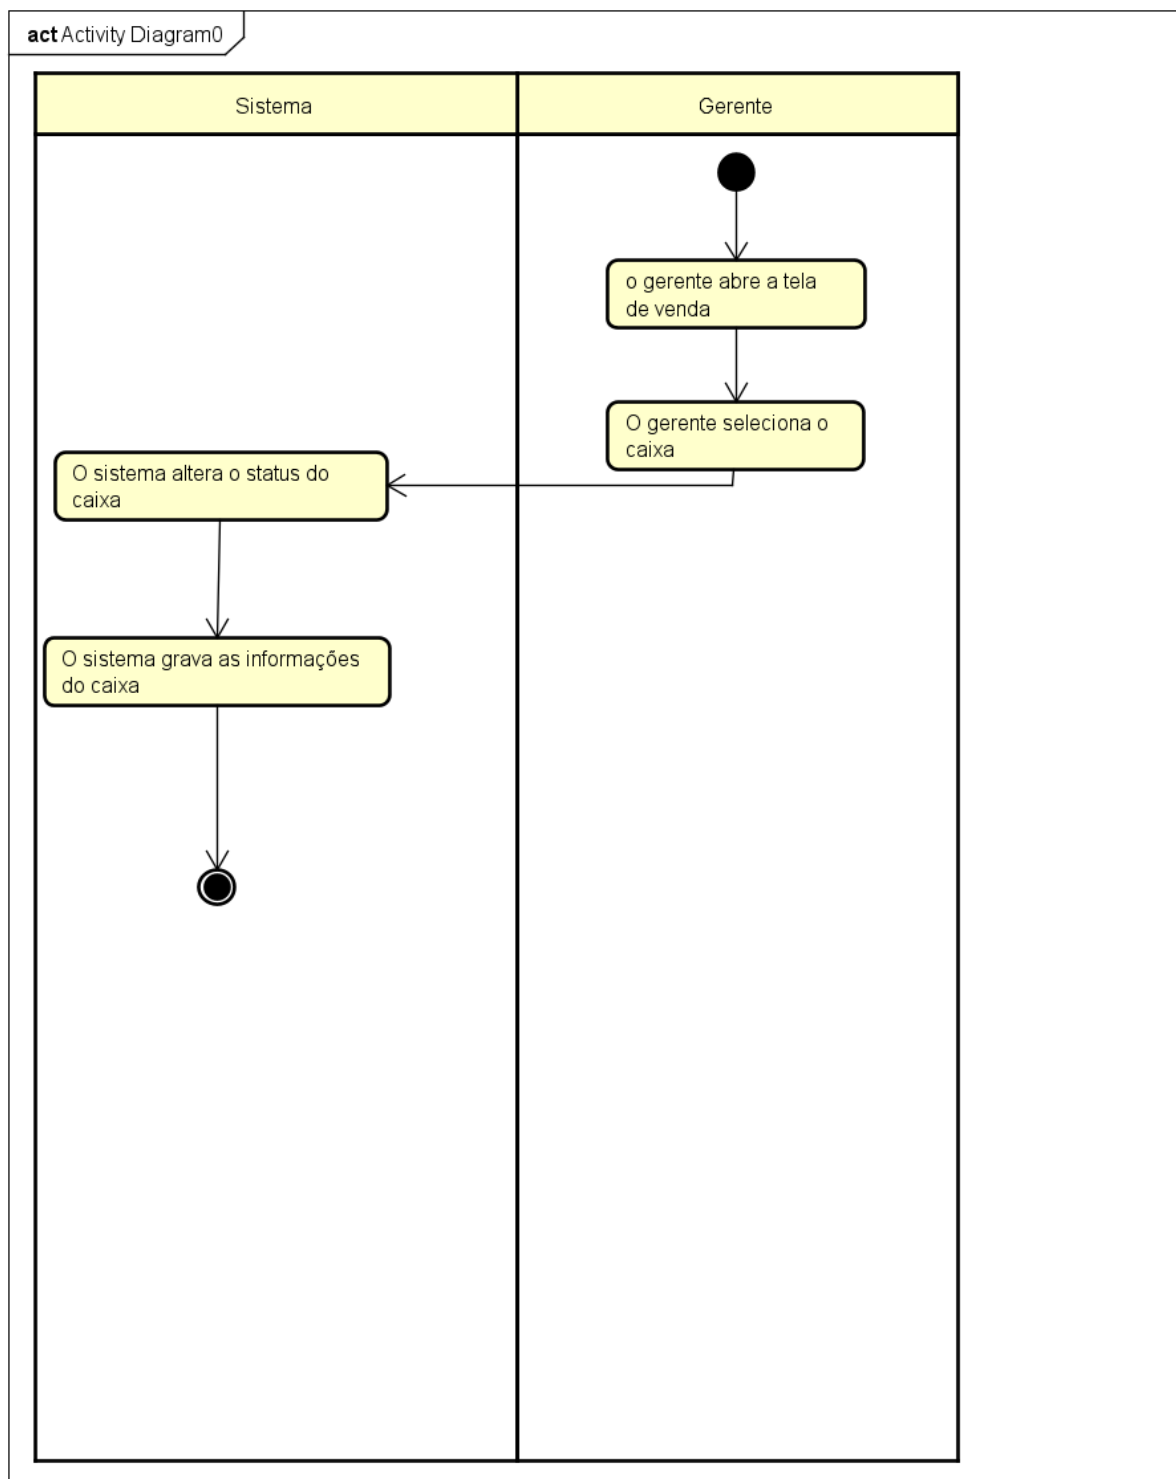 act Activity Diagram0
Sistema
Gerente
o gerente abre a tela
de venda
O gerente seleciona o
caixa
O sistema altera o status do
caixa
O sistema grava as informações
do caixa